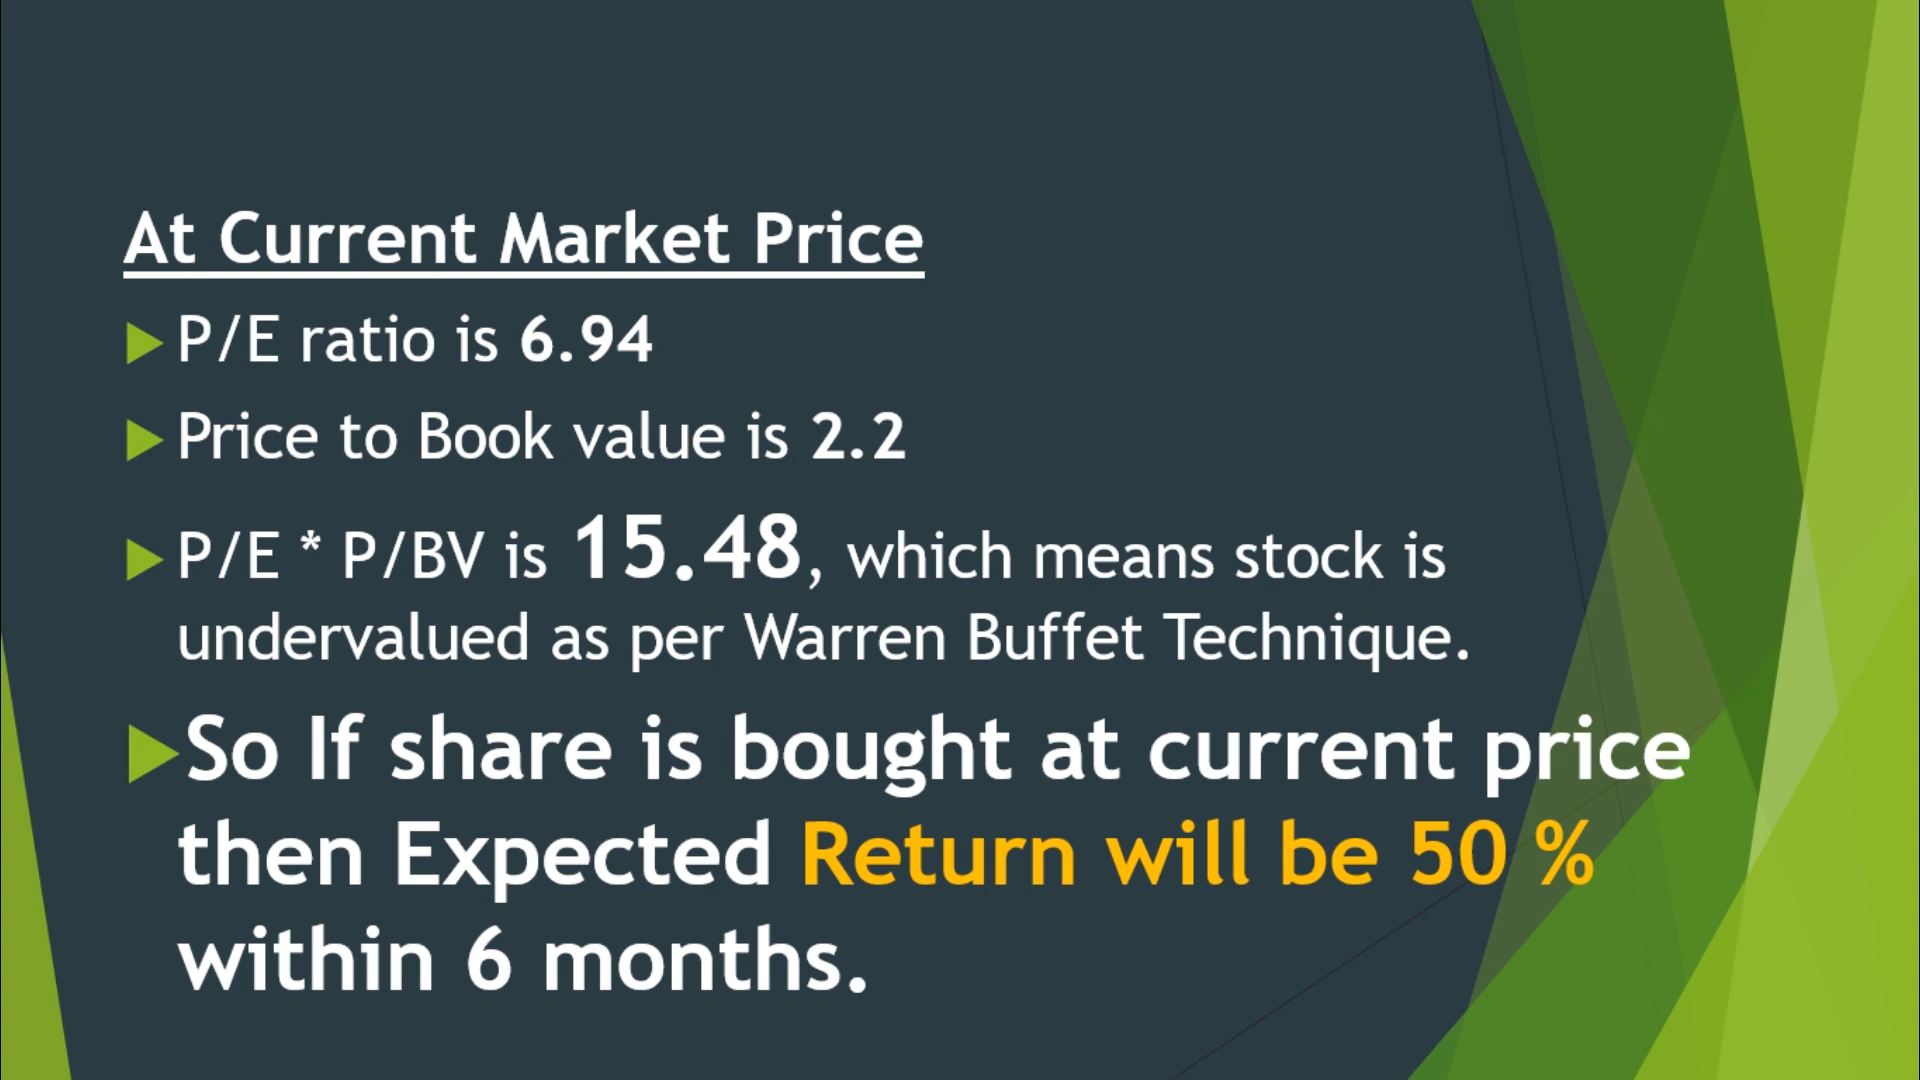 At Current Market Price
P/E ratio is 6.94
Price to Book value is 2.2
P/E * P/BV is 15.48, which means stock is
undervalued as per Warren Buffet Technique.
So If share is bought at current price
then Expected Return will be 50 %
within 6 months.